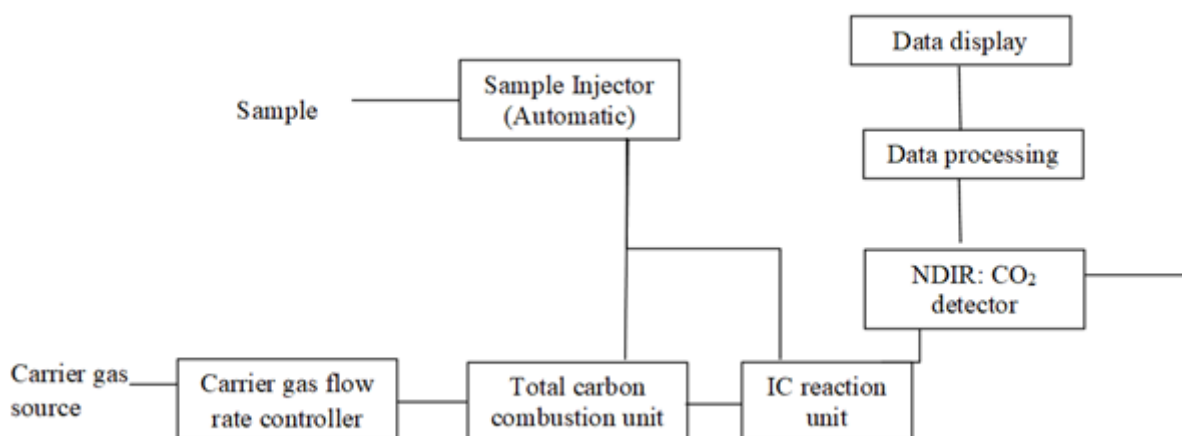 Data display
Sample Injector
(Automatic)
Sample
Data processing
NDIR: CO₂
detector
Carrier gas
source
Carrier gas flow
rate controller
Total carbon
combustion unit
IC reaction
unit